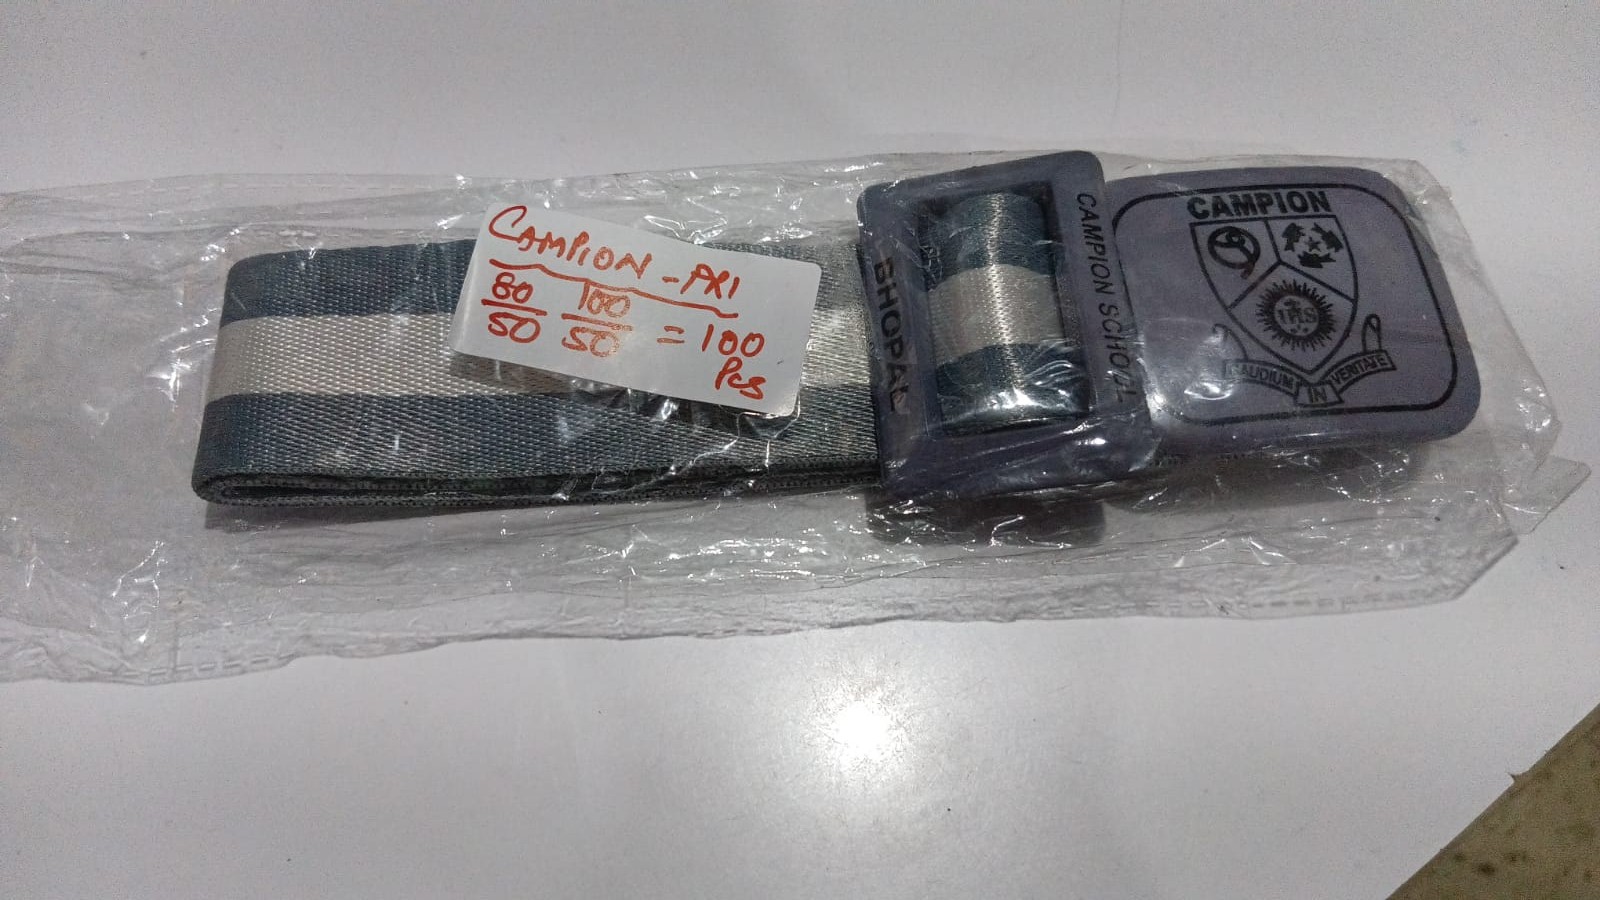 CAMPION - PRI
80 100
50 50 = 100
Pcs
BHOPAL
CAMPION SCHOOL
CAMPION
IHS
GAUDIUM IN VERITATE